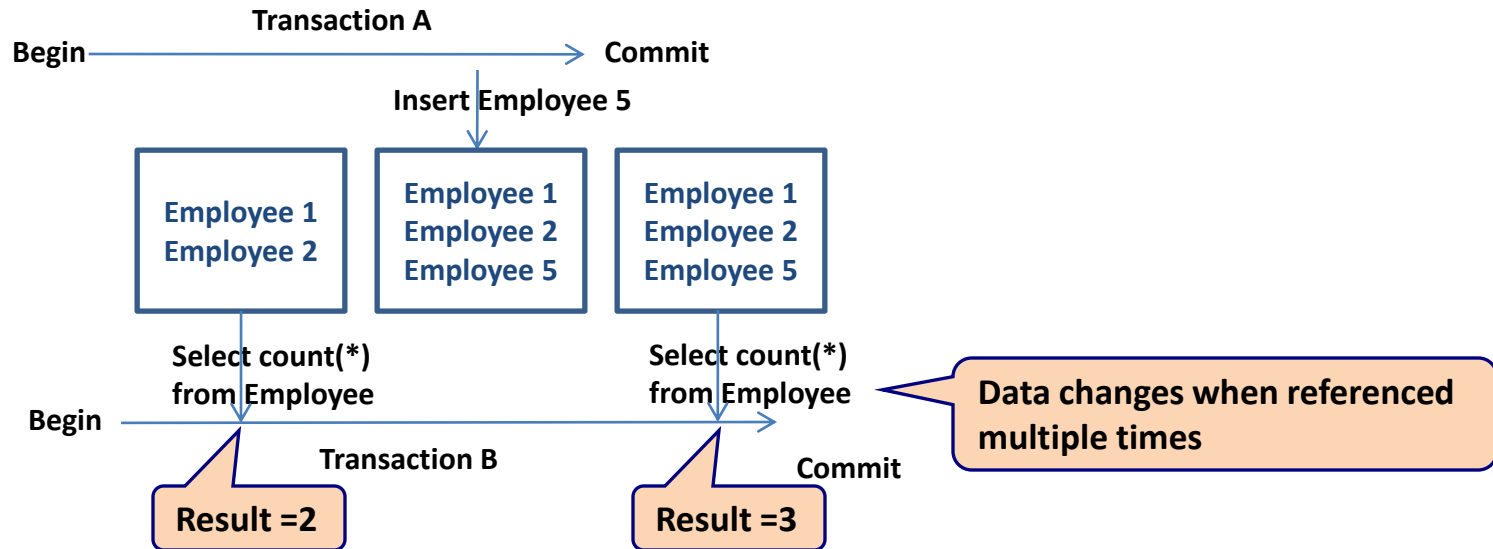 Transaction A
Begin
Commit
Insert Employee 5
Employee 1
Employee 2
Employee 1
Employee 2
Employee 5
Employee 1
Employee 2
Employee 5
Select count(*)
from Employee
Select count(*)
from Employee
Data changes when referenced
multiple times
Begin
Transaction B
Commit
Result =2
Result =3